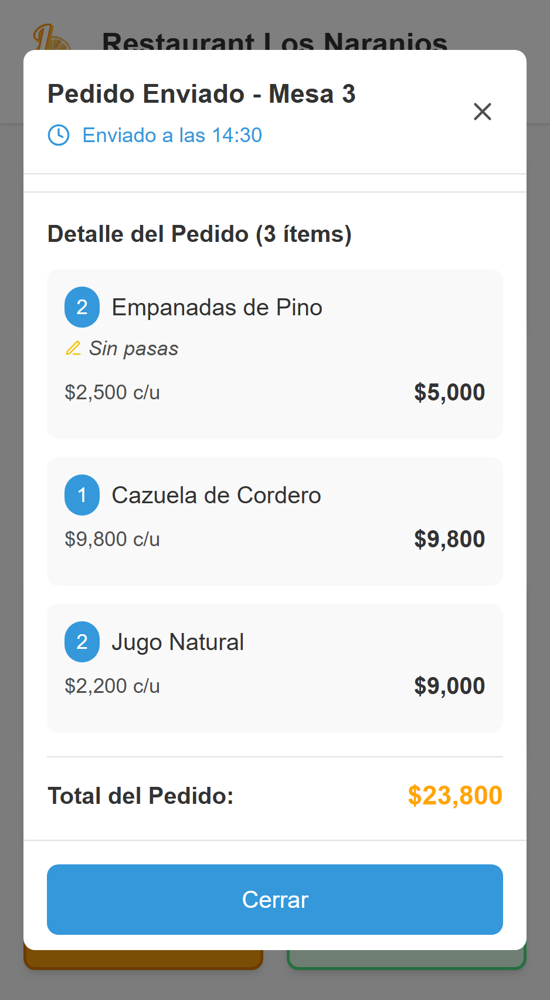 Restaurant Los Naranjos
Pedido Enviado - Mesa 3
Enviado a las 14:30
Detalle del Pedido (3 ítems)
2 Empanadas de Pino
Sin pasas
$2,500 c/u $5,000
1 Cazuela de Cordero
$9,800 c/u $9,800
2 Jugo Natural
$2,200 c/u $9,000
Total del Pedido: $23,800
Cerrar